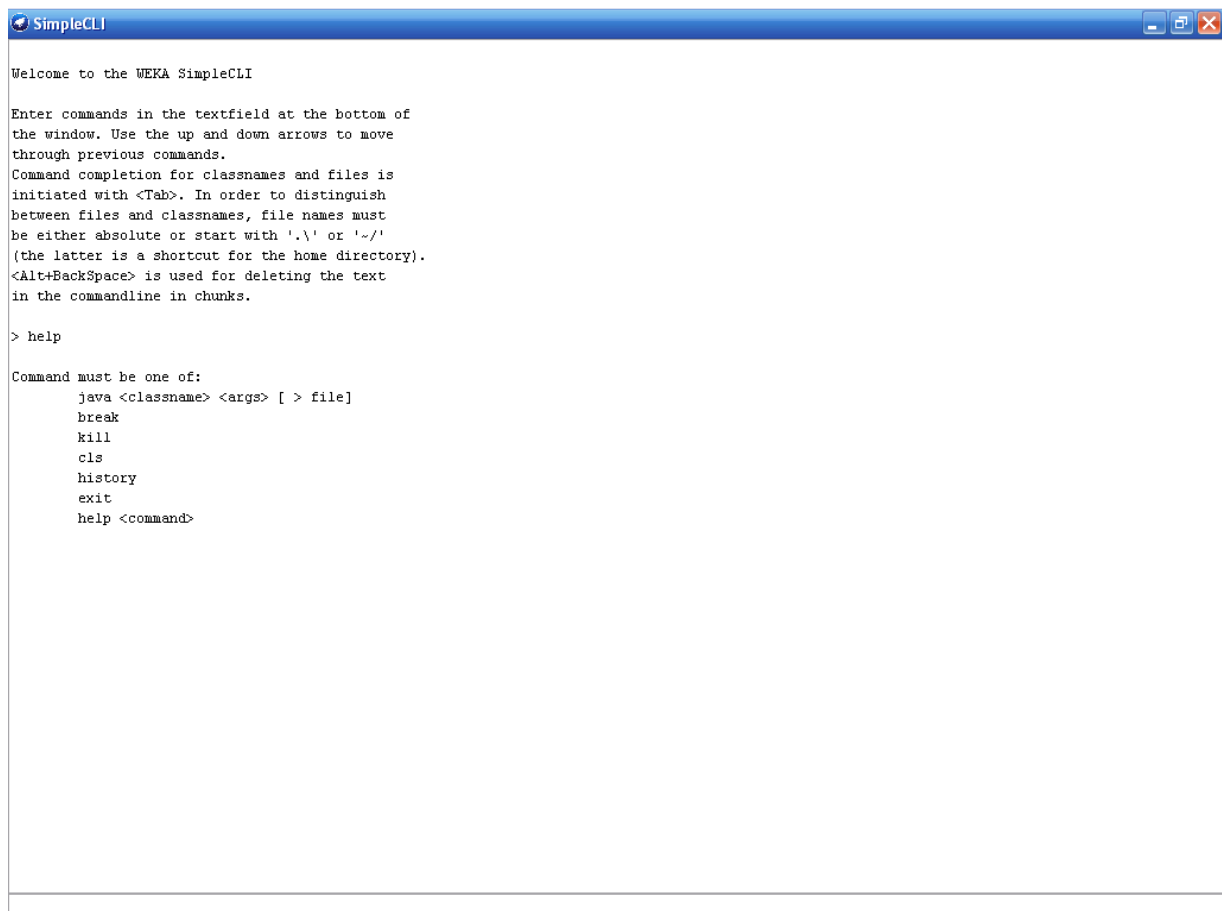 SimpleCLI
Welcome to the WEKA SimpleCLI
Enter commands in the textfield at the bottom of
the window. Use the up and down arrows to move
through previous commands.
Command completion for classnames and files is
initiated with <Tab>. In order to distinguish
between files and classnames, file names must
be either absolute or start with '.\' or '~/'
(the latter is a shortcut for the home directory).
<Alt+BackSpace> is used for deleting the text
in the commandline in chunks.
> help
Command must be one of:
java <classname> <args> [ > file]
break
kill
cls
history
exit
help <command>